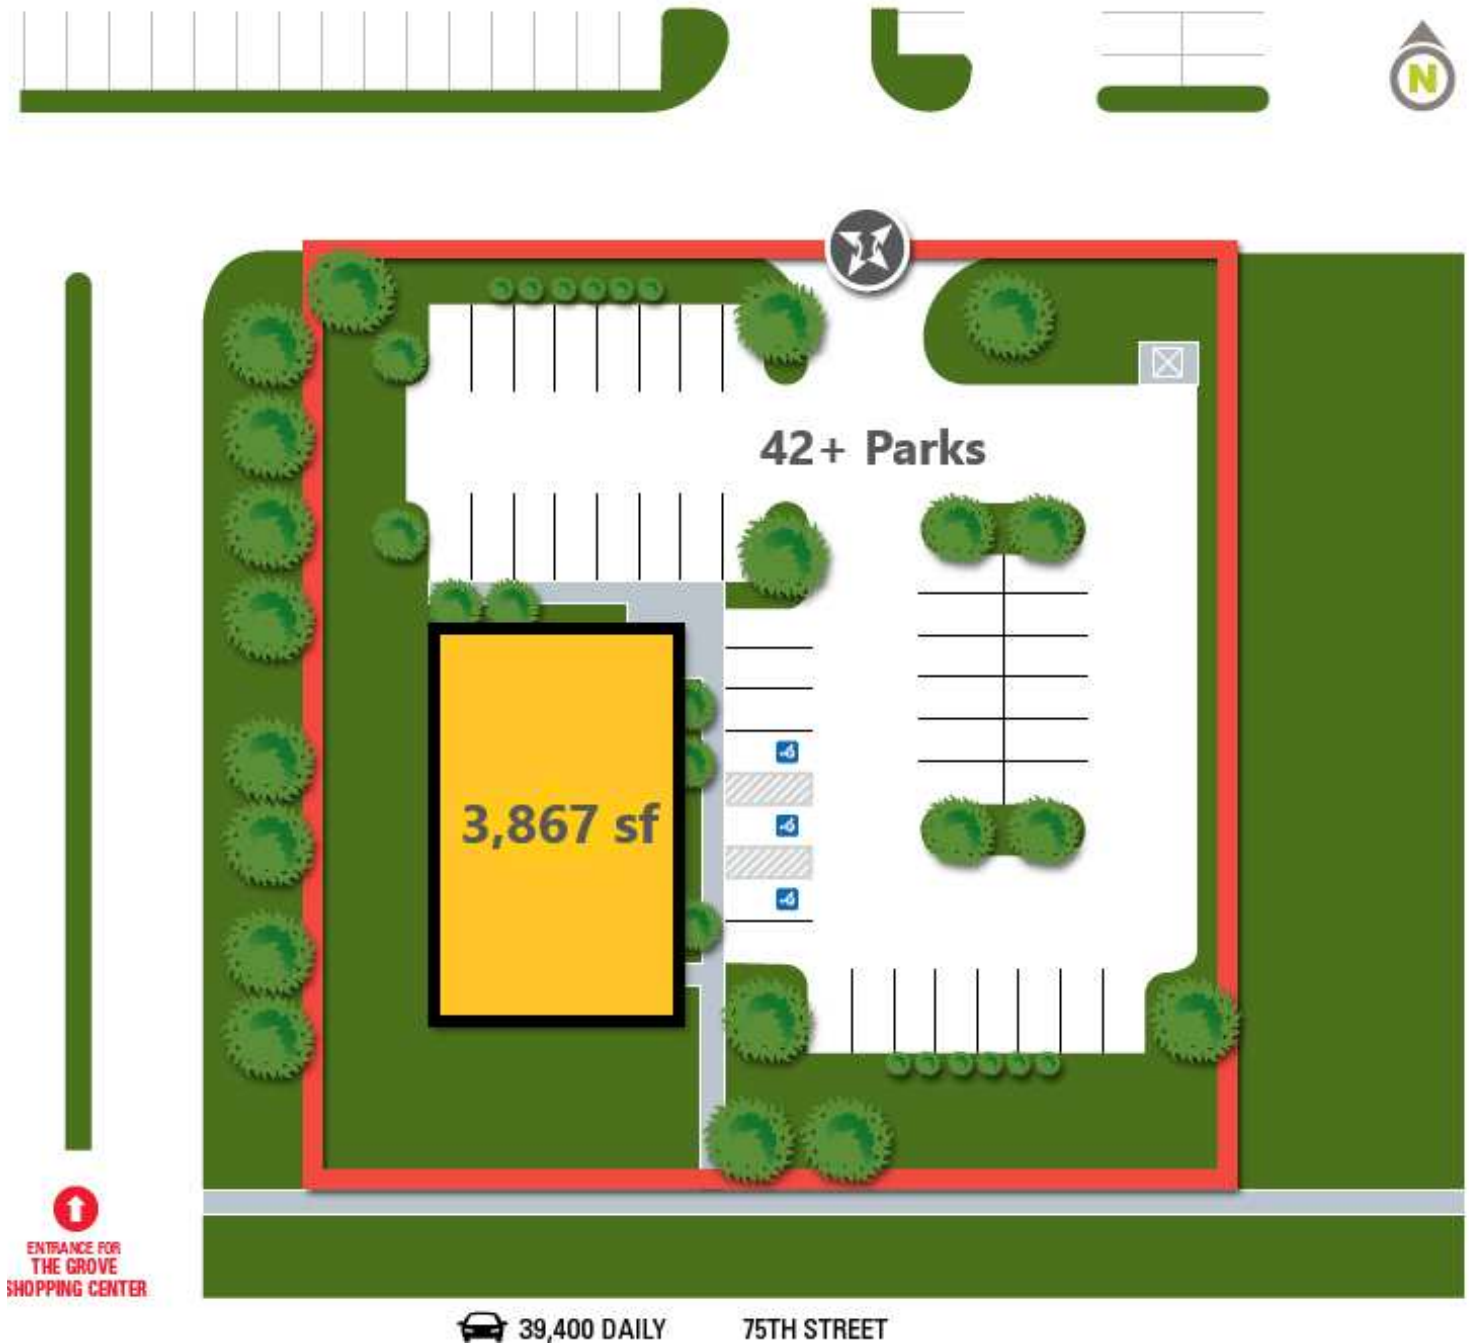 N
42+ Parks
3,867 sf
ENTRANCE FOR
THE GROVE
SHOPPING CENTER
39,400 DAILY 75TH STREET